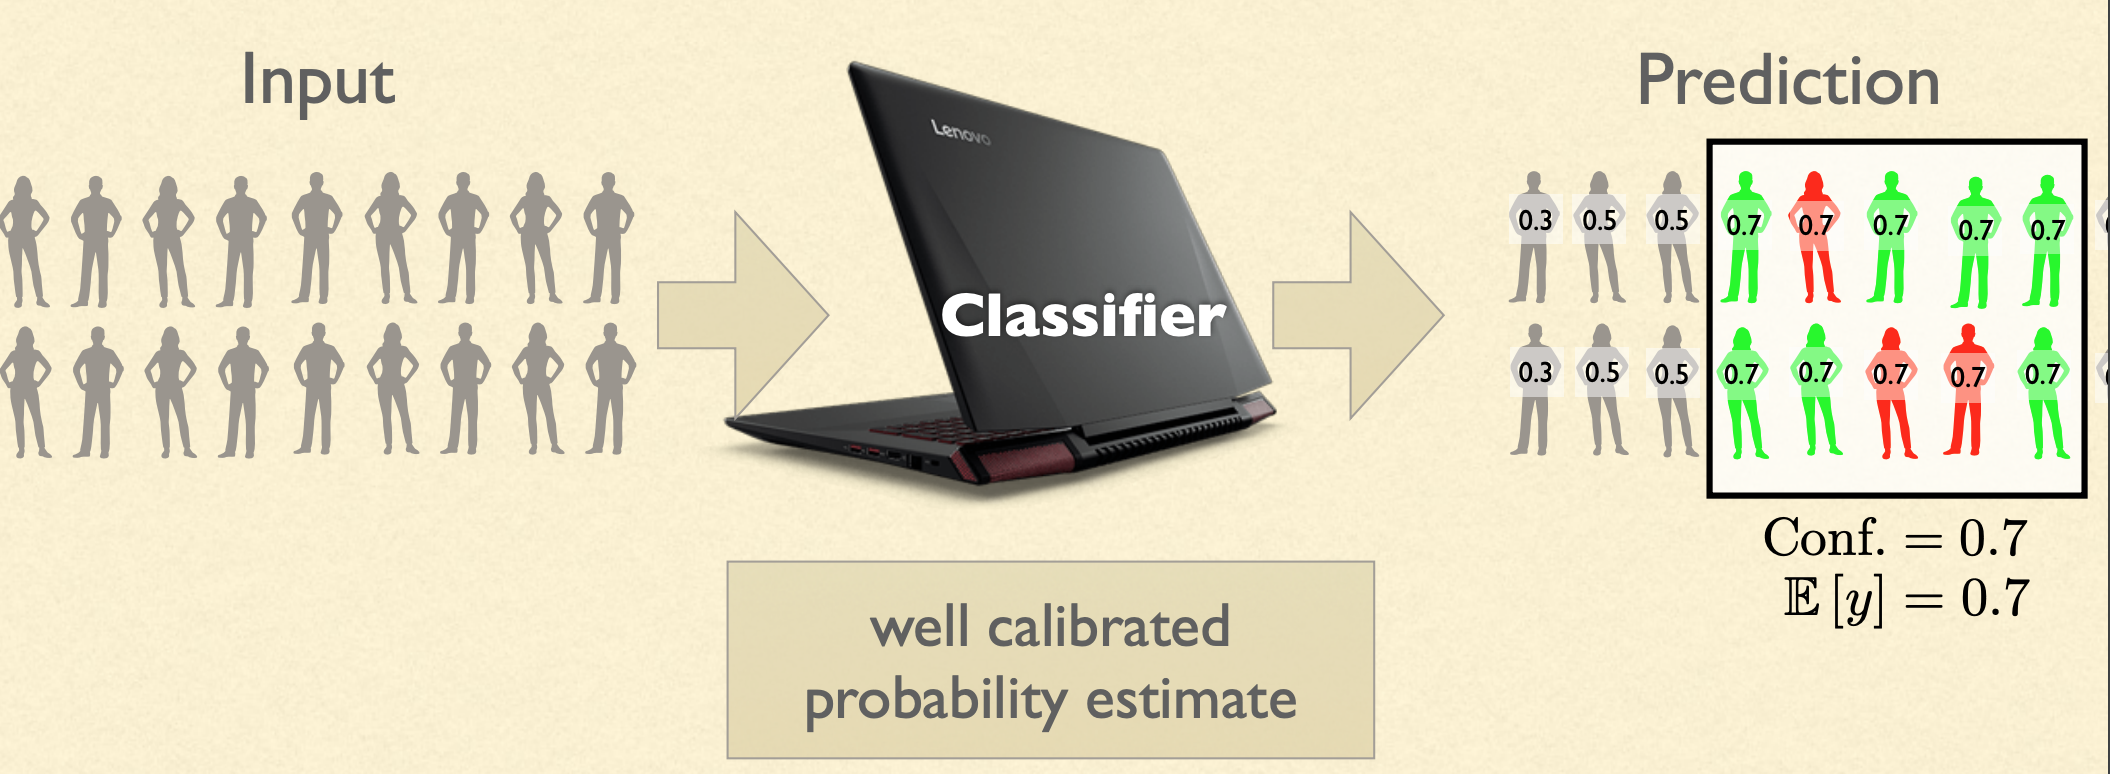 Input
Prediction
Lenovo
Classifier
0.3 0.5 0.5 0.7 0.7 0.7 0.7 0.7
0.3 0.5 0.5 0.7 0.7 0.7 0.7 0.7
Conf. = 0.7
𝔼 [y] = 0.7
well calibrated
probability estimate